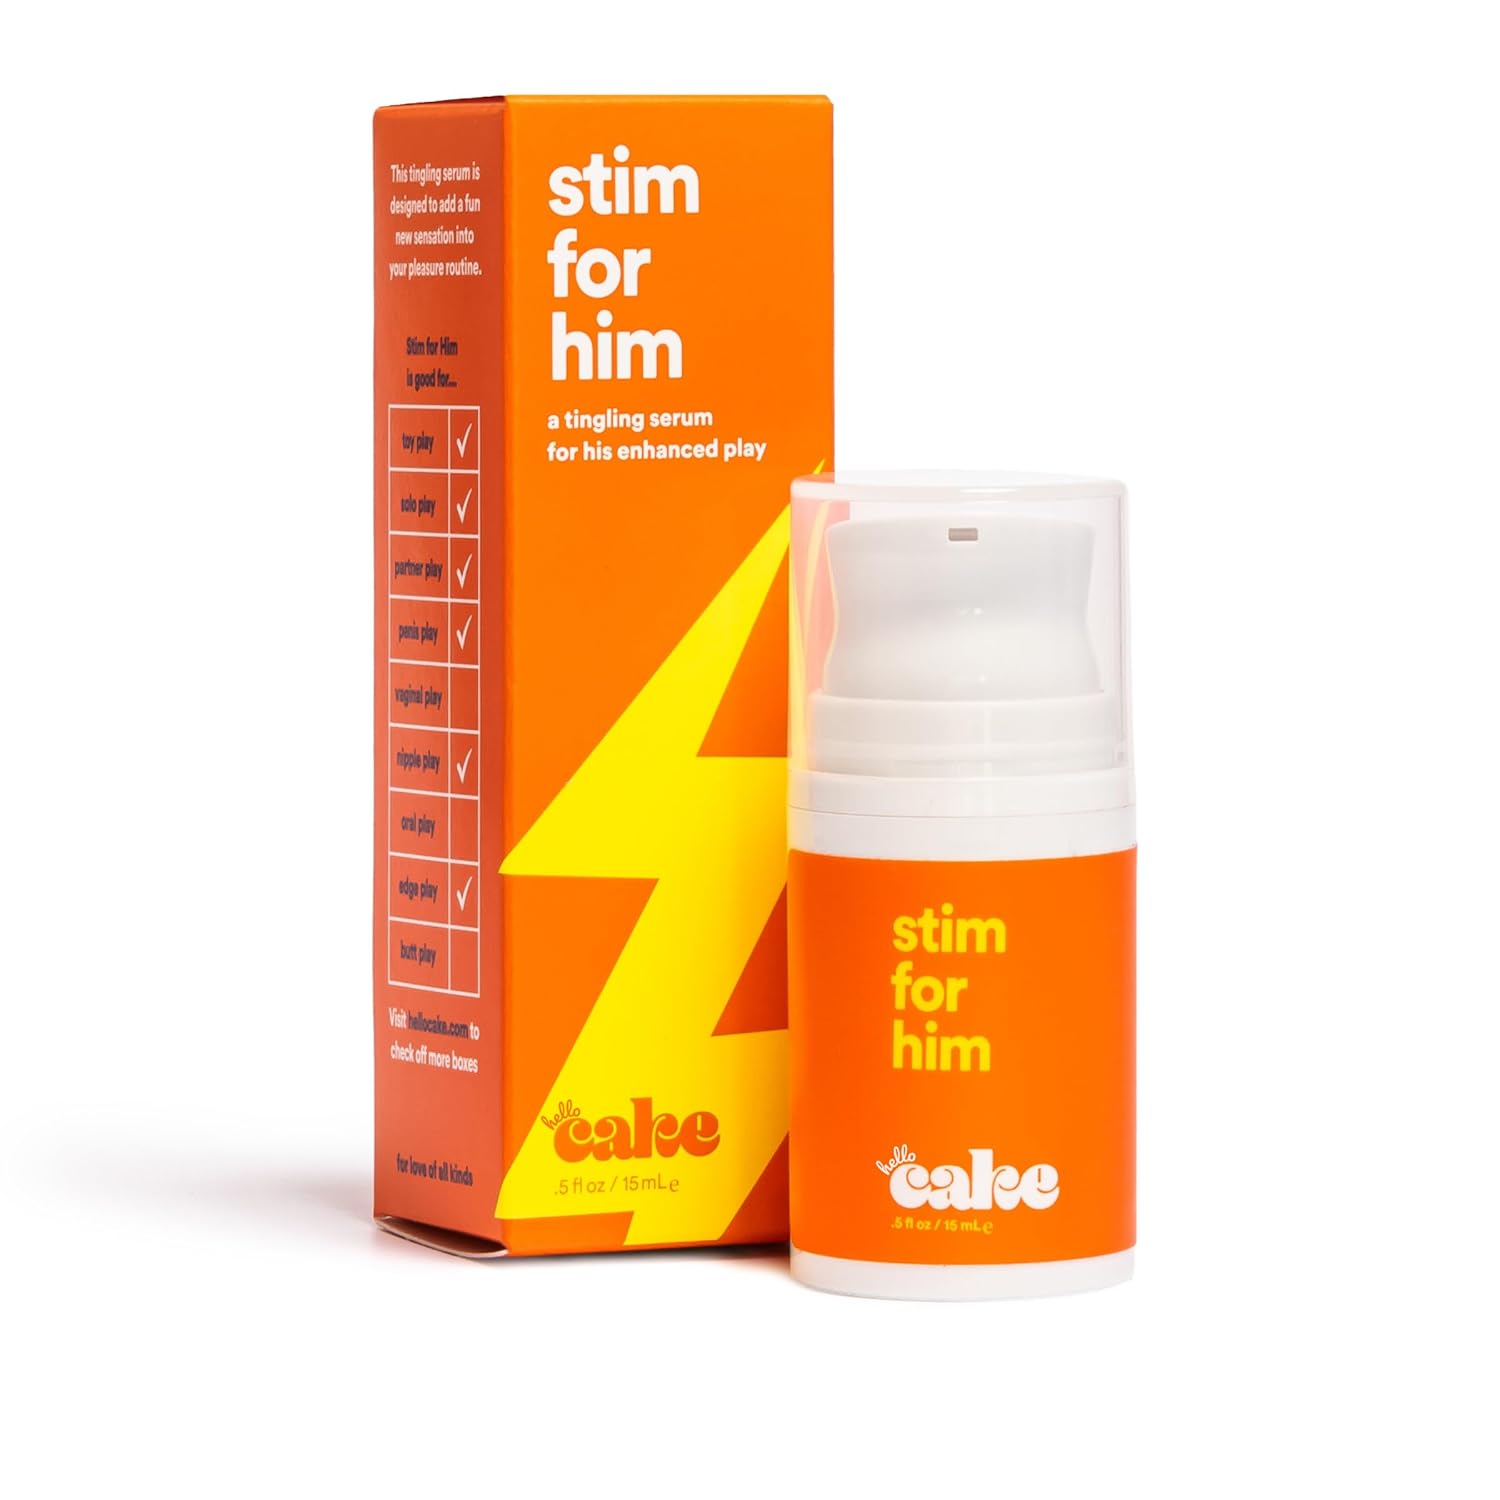 This tingling serum is
designed to add a fun
new sensation into
your pleasure routine.
Stim for Him
is good for...
toy play ✓
solo play ✓
partner play ✓
penis play ✓
vaginal play
nipple play ✓
oral play
edge play ✓
butt play
Visit hellocake.com to
check off more boxes
for love of all kinds
stim
for
him
a tingling serum
for his enhanced play
hello
cake
.5 fl oz / 15 mL e
stim
for
him
hello
cake
.5 fl oz / 15 mL e